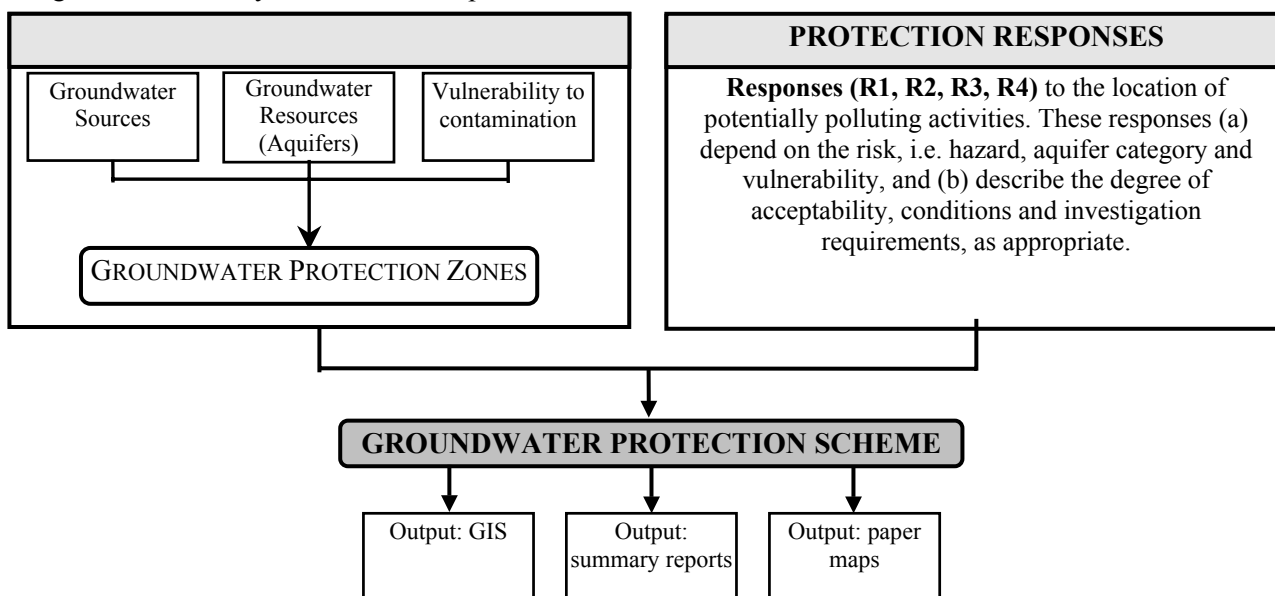 Groundwater
Sources
Groundwater
Resources
(Aquifers)
Vulnerability to
contamination
GROUNDWATER PROTECTION ZONES
PROTECTION RESPONSES
Responses (R1, R2, R3, R4) to the location of
potentially polluting activities. These responses (a)
depend on the risk, i.e. hazard, aquifer category and
vulnerability, and (b) describe the degree of
acceptability, conditions and investigation
requirements, as appropriate.
GROUNDWATER PROTECTION SCHEME
Output: GIS
Output:
summary reports
Output: paper
maps